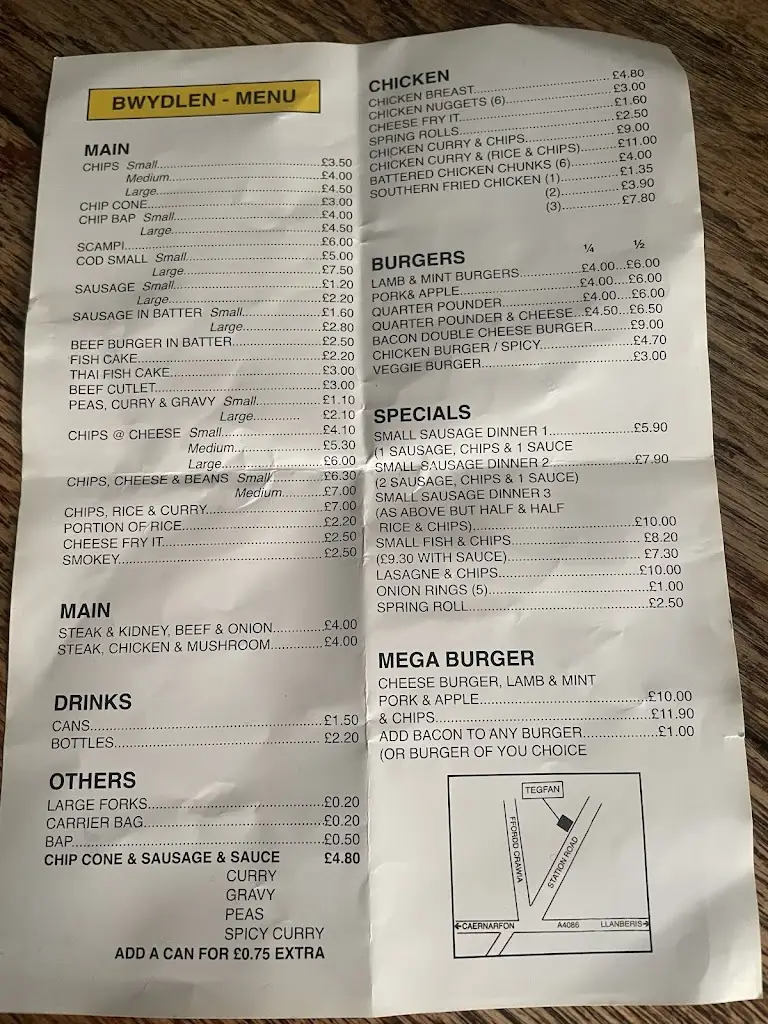 BWYDLEN - MENU
MAIN
CHIPS Small £3.50
Medium £4.00
Large £4.50
CHIP CONE £3.00
CHIP BAP Small £4.00
Large £4.50
SCAMPI £6.00
COD SMALL Small £5.00
Large £7.50
SAUSAGE Small £1.20
Large £2.20
SAUSAGE IN BATTER Small £1.60
Large £2.80
BEEF BURGER IN BATTER £2.50
FISH CAKE £2.20
THAI FISH CAKE £3.00
BEEF CUTLET £3.00
PEAS, CURRY & GRAVY Small £1.10
Large £2.10
CHIPS @ CHEESE Small £4.10
Medium £5.30
Large £6.00
CHIPS, CHEESE & BEANS Small £6.30
Medium £7.00
CHIPS, RICE & CURRY £7.00
PORTION OF RICE £2.20
CHEESE FRY IT £2.50
SMOKEY £2.50
MAIN
STEAK & KIDNEY, BEEF & ONION £4.00
STEAK, CHICKEN & MUSHROOM £4.00
DRINKS
CANS £1.50
BOTTLES £2.20
OTHERS
LARGE FORKS £0.20
CARRIER BAG £0.20
BAP £0.50
CHIP CONE & SAUSAGE & SAUCE £4.80
CURRY
GRAVY
PEAS
SPICY CURRY
ADD A CAN FOR £0.75 EXTRA
CHICKEN
CHICKEN BREAST £4.80
CHICKEN NUGGETS (6) £3.00
CHEESE FRY IT £1.60
SPRING ROLLS £2.50
CHICKEN CURRY & CHIPS £9.00
CHICKEN CURRY & (RICE & CHIPS) £11.00
BATTERED CHICKEN CHUNKS (6) £4.00
SOUTHERN FRIED CHICKEN (1) £1.35
(2) £3.90
(3) £7.80
BURGERS ¼ ½
LAMB & MINT BURGERS £4.00 £6.00
PORK& APPLE £4.00 £6.00
QUARTER POUNDER £4.00 £6.00
QUARTER POUNDER & CHEESE £4.50 £6.50
BACON DOUBLE CHEESE BURGER £9.00
CHICKEN BURGER / SPICY £4.70
VEGGIE BURGER £3.00
SPECIALS
SMALL SAUSAGE DINNER 1 £5.90
(1 SAUSAGE, CHIPS & 1 SAUCE
SMALL SAUSAGE DINNER 2 £7.90
(2 SAUSAGE, CHIPS & 1 SAUCE)
SMALL SAUSAGE DINNER 3
(AS ABOVE BUT HALF & HALF
RICE & CHIPS) £10.00
SMALL FISH & CHIPS £8.20
(£9.30 WITH SAUCE) £7.30
LASAGNE & CHIPS £10.00
ONION RINGS (5) £1.00
SPRING ROLL £2.50
MEGA BURGER
CHEESE BURGER, LAMB & MINT
PORK & APPLE £10.00
& CHIPS £11.90
ADD BACON TO ANY BURGER £1.00
(OR BURGER OF YOU CHOICE
TEGFAN
FFORDD CRAWIA
STATION ROAD
CAERNARFON A4086 LLANBERIS